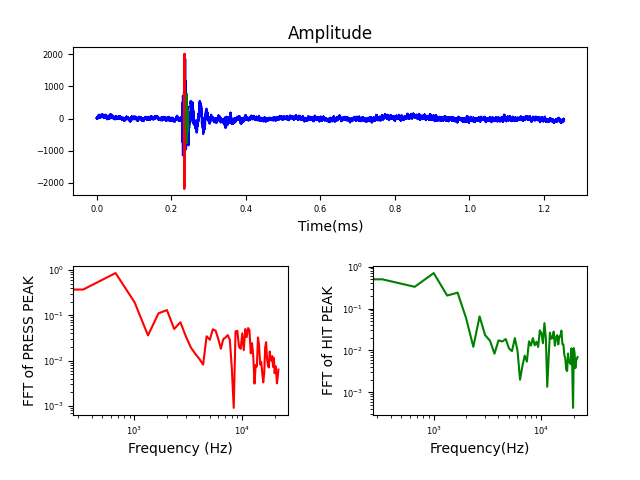 Amplitude
2000
1000
0
−1000
−2000
0.0 0.2 0.4 0.6 0.8 1.0 1.2
Time(ms)
FFT of PRESS PEAK
10⁰
10⁻¹
10⁻²
10⁻³
10³ 10⁴
Frequency (Hz)
FFT of HIT PEAK
10⁰
10⁻¹
10⁻²
10⁻³
10³ 10⁴
Frequency(Hz)